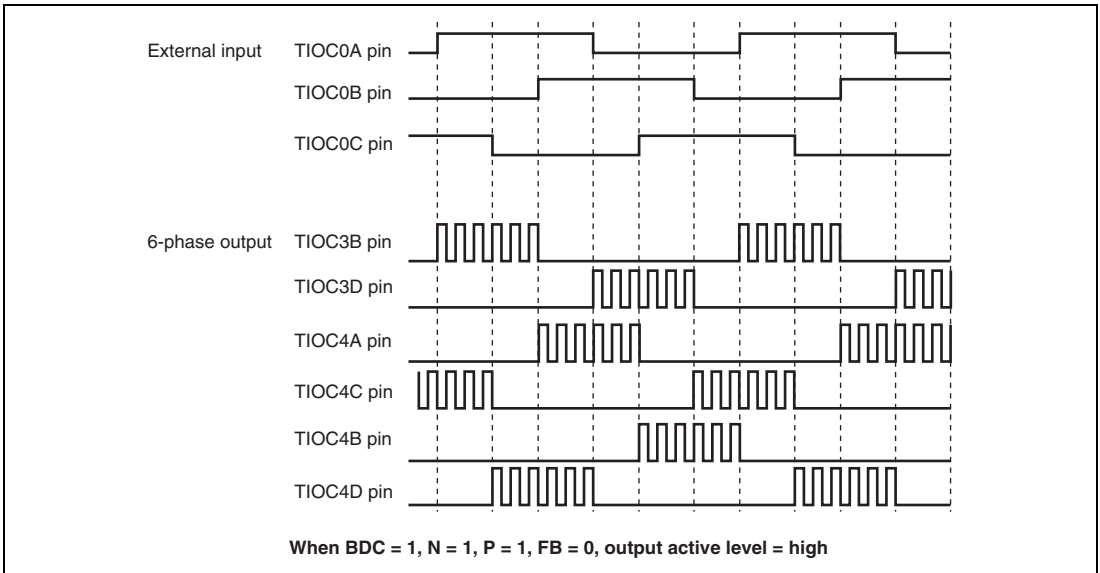 External input TIOC0A pin
TIOC0B pin
TIOC0C pin
6-phase output TIOC3B pin
TIOC3D pin
TIOC4A pin
TIOC4C pin
TIOC4B pin
TIOC4D pin
When BDC = 1, N = 1, P = 1, FB = 0, output active level = high